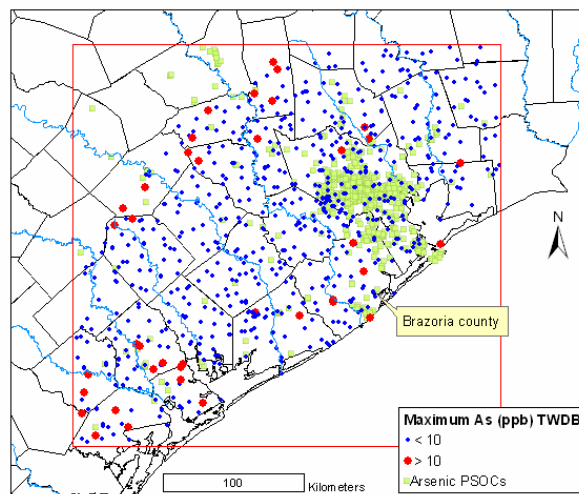 N
Brazoria county
Maximum As (ppb) TWDB
< 10
> 10
Arsenic PSOCs
100
Kilometers